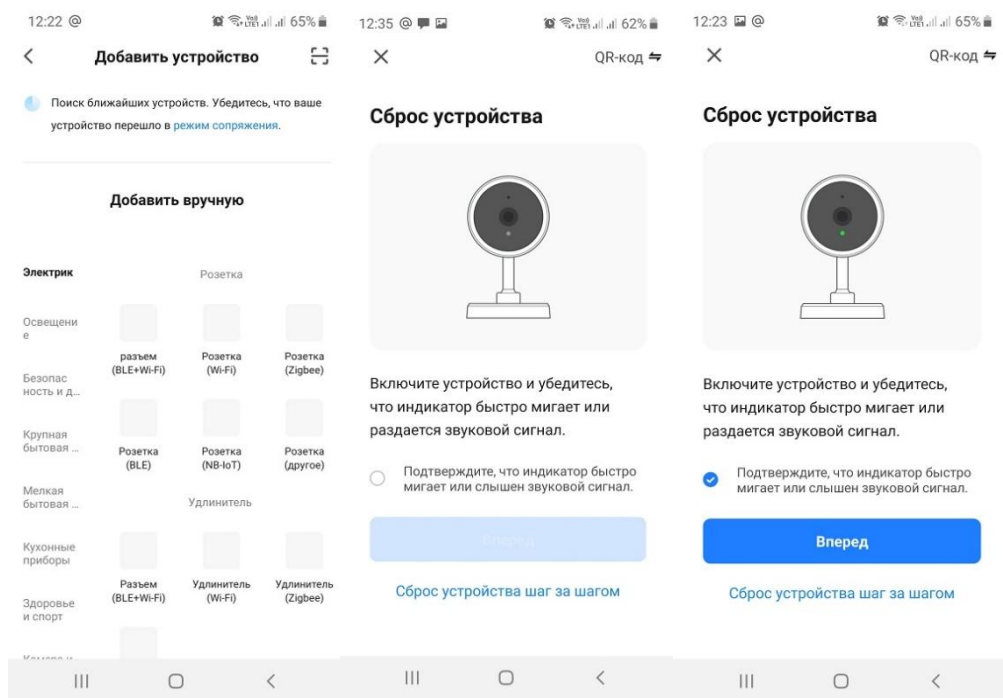 12:22 @
65%
Добавить устройство
Поиск ближайших устройств. Убедитесь, что ваше
устройство перешло в режим сопряжения.
Добавить вручную
Электрик
Розетка
Освещени
е
разъем
(BLE+Wi-Fi)
Розетка
(Wi-Fi)
Розетка
(Zigbee)
Безопас
ность и д...
Крупная
бытовая ...
Розетка
(BLE)
Розетка
(NB-IoT)
Розетка
(другое)
Мелкая
бытовая ...
Удлинитель
Кухонные
приборы
Разъем
(BLE+Wi-Fi)
Удлинитель
(Wi-Fi)
Удлинитель
(Zigbee)
Здоровье
и спорт
12:35 @
62%
QR-код
Сброс устройства
Включите устройство и убедитесь,
что индикатор быстро мигает или
раздается звуковой сигнал.
Подтверждите, что индикатор быстро
мигает или слышен звуковой сигнал.
Вперед
Сброс устройства шаг за шагом
12:23 @
65%
QR-код
Сброс устройства
Включите устройство и убедитесь,
что индикатор быстро мигает или
раздается звуковой сигнал.
Подтверждите, что индикатор быстро
мигает или слышен звуковой сигнал.
Вперед
Сброс устройства шаг за шагом